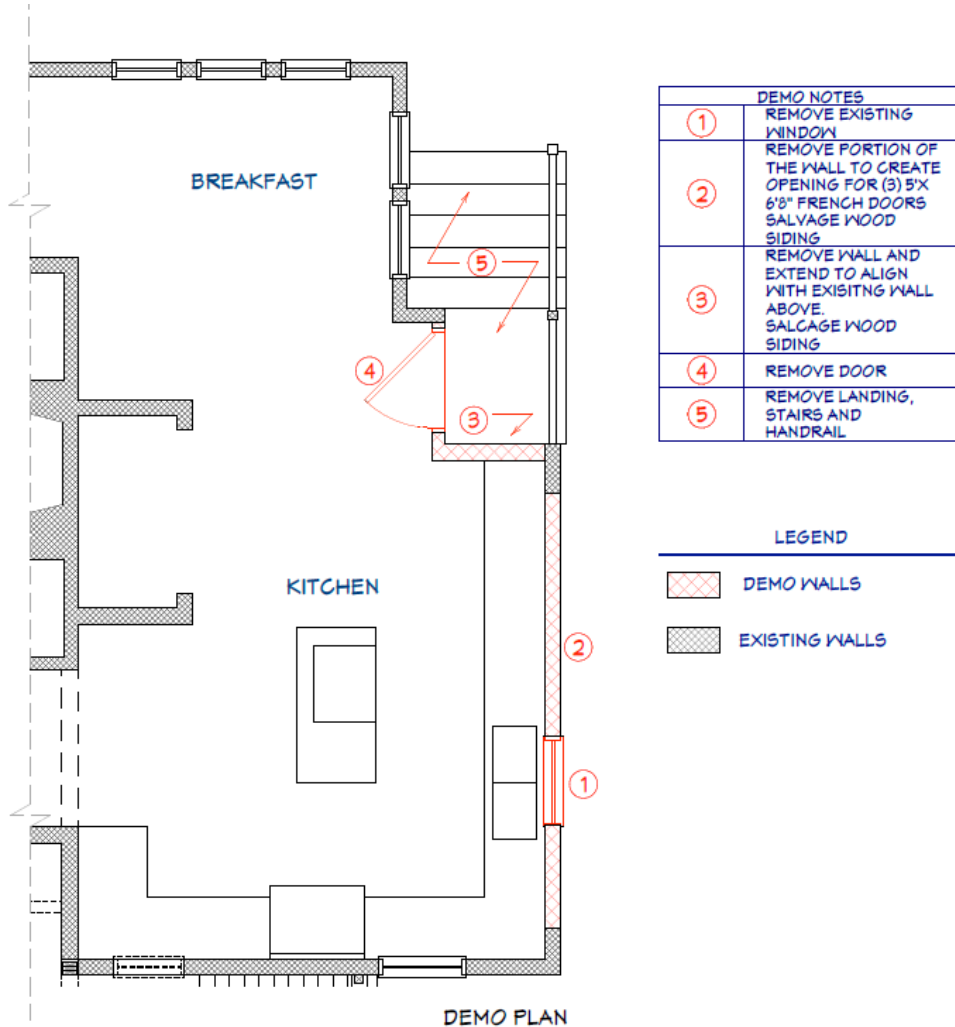 DEMO NOTES
1
REMOVE EXISTING
WINDOW
2
REMOVE PORTION OF
THE WALL TO CREATE
OPENING FOR (3) 5'X
6'8" FRENCH DOORS
SALVAGE WOOD
SIDING
3
REMOVE WALL AND
EXTEND TO ALIGN
WITH EXISITNG WALL
ABOVE.
SALCAGE WOOD
SIDING
4
REMOVE DOOR
5
REMOVE LANDING,
STAIRS AND
HANDRAIL
BREAKFAST
5
4
3
KITCHEN
2
1
LEGEND
DEMO WALLS
EXISTING WALLS
DEMO PLAN